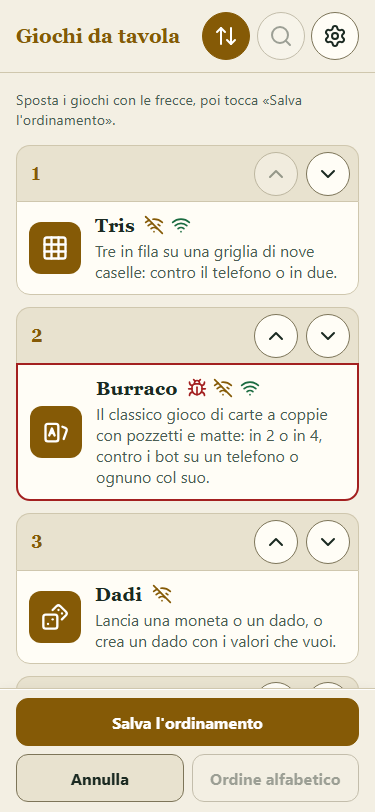 Giochi da tavola
Sposta i giochi con le frecce, poi tocca «Salva
l'ordinamento».
1
Tris
Tre in fila su una griglia di nove
caselle: contro il telefono o in due.
2
Burraco
Il classico gioco di carte a coppie
con pozzetti e matte: in 2 o in 4,
contro i bot su un telefono o
ognuno col suo.
3
Dadi
Lancia una moneta o un dado, o
crea un dado con i valori che vuoi.
Salva l'ordinamento
Annulla
Ordine alfabetico